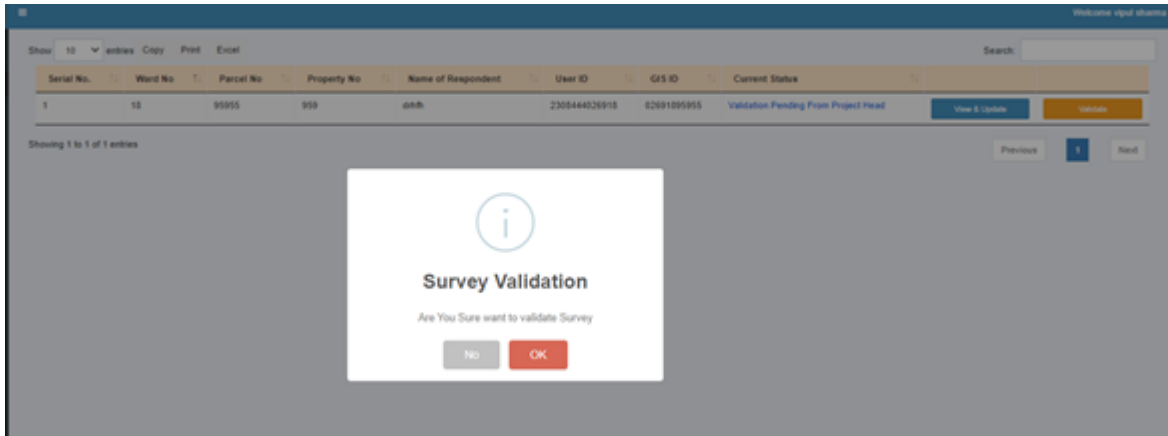 Welcome vipul sharma
Show 10 entries Copy Print Excel Search:
Serial No. Ward No Parcel No Property No Name of Respondent User ID GIS ID Current Status
1 10 95955 959 2308444026918 02691095955 Validation Pending From Project Head View & Update Validate
Showing 1 to 1 of 1 entries Previous 1 Next
Survey Validation
Are You Sure want to validate Survey
No OK